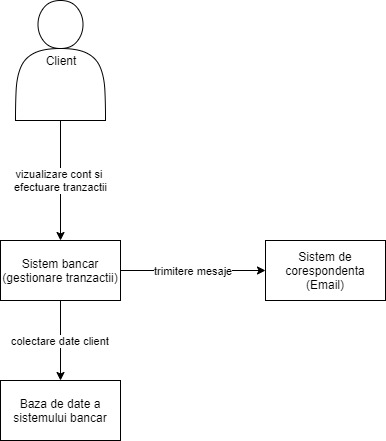 Client
vizualizare cont si
efectuare tranzactii
Sistem bancar
(gestionare tranzactii)
trimitere mesaje
Sistem de
corespondenta
(Email)
colectare date client
Baza de date a
sistemului bancar